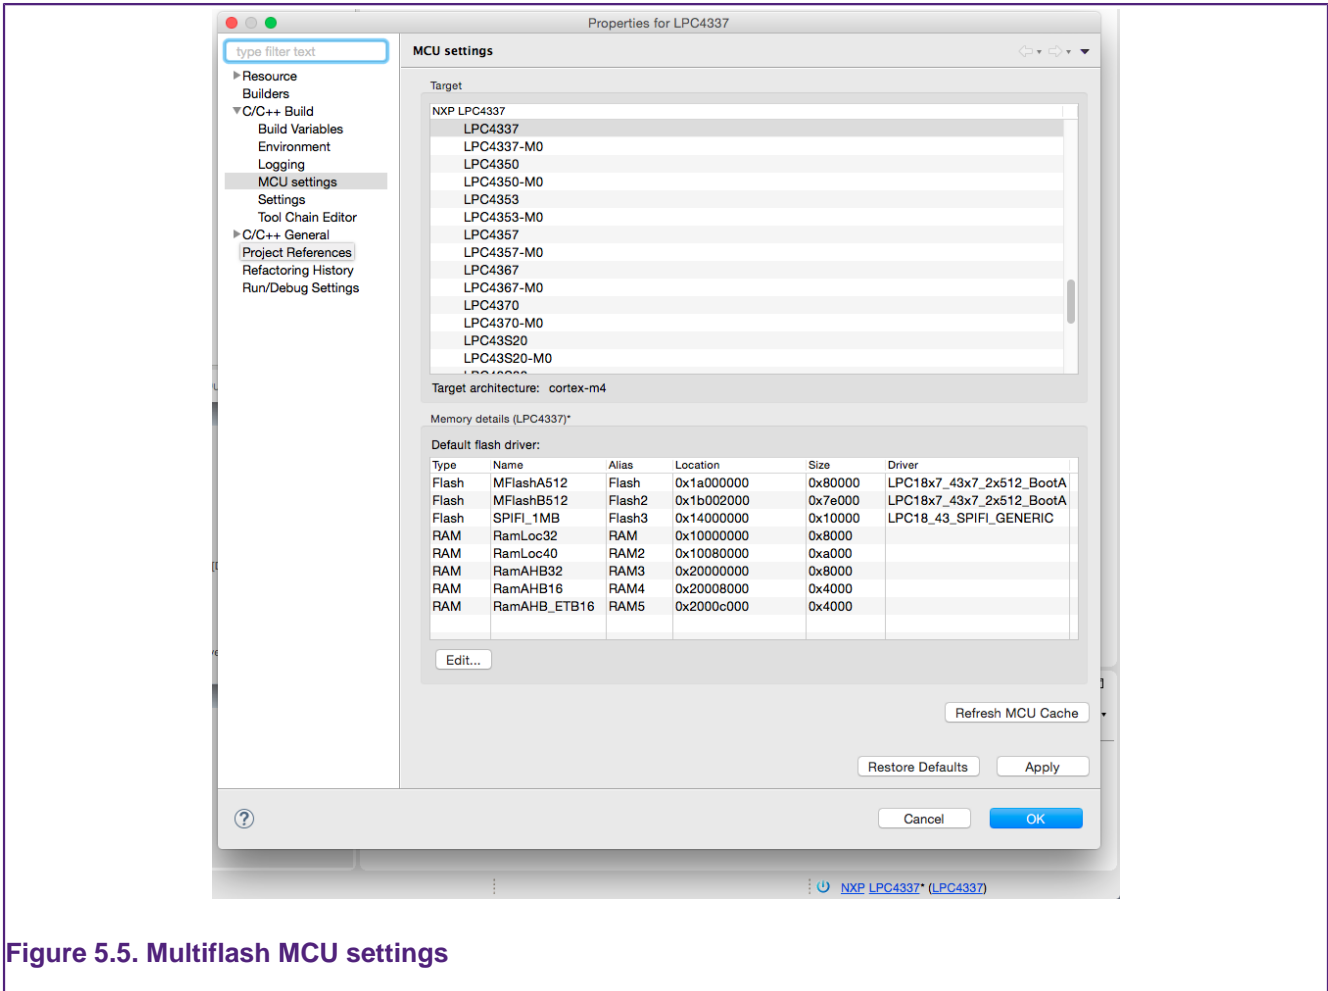 Properties for LPC4337
type filter text
MCU settings
Resource
Builders
C/C++ Build
Build Variables
Environment
Logging
MCU settings
Settings
Tool Chain Editor
C/C++ General
Project References
Refactoring History
Run/Debug Settings
Target
NXP LPC4337
LPC4337
LPC4337-M0
LPC4350
LPC4350-M0
LPC4353
LPC4353-M0
LPC4357
LPC4357-M0
LPC4367
LPC4367-M0
LPC4370
LPC4370-M0
LPC43S20
LPC43S20-M0
Target architecture: cortex-m4
Memory details (LPC4337)*
Default flash driver:
Type Name Alias Location Size Driver
Flash MFlashA512 Flash 0x1a000000 0x80000 LPC18x7_43x7_2x512_BootA
Flash MFlashB512 Flash2 0x1b002000 0x7e000 LPC18x7_43x7_2x512_BootA
Flash SPIFI_1MB Flash3 0x14000000 0x10000 LPC18_43_SPIFI_GENERIC
RAM RamLoc32 RAM 0x10000000 0x8000
RAM RamLoc40 RAM2 0x10080000 0xa000
RAM RamAHB32 RAM3 0x20000000 0x8000
RAM RamAHB16 RAM4 0x20008000 0x4000
RAM RamAHB_ETB16 RAM5 0x2000c000 0x4000
Edit...
Refresh MCU Cache
Restore Defaults Apply
? Cancel OK
NXP LPC4337* (LPC4337)
Figure 5.5. Multiflash MCU settings